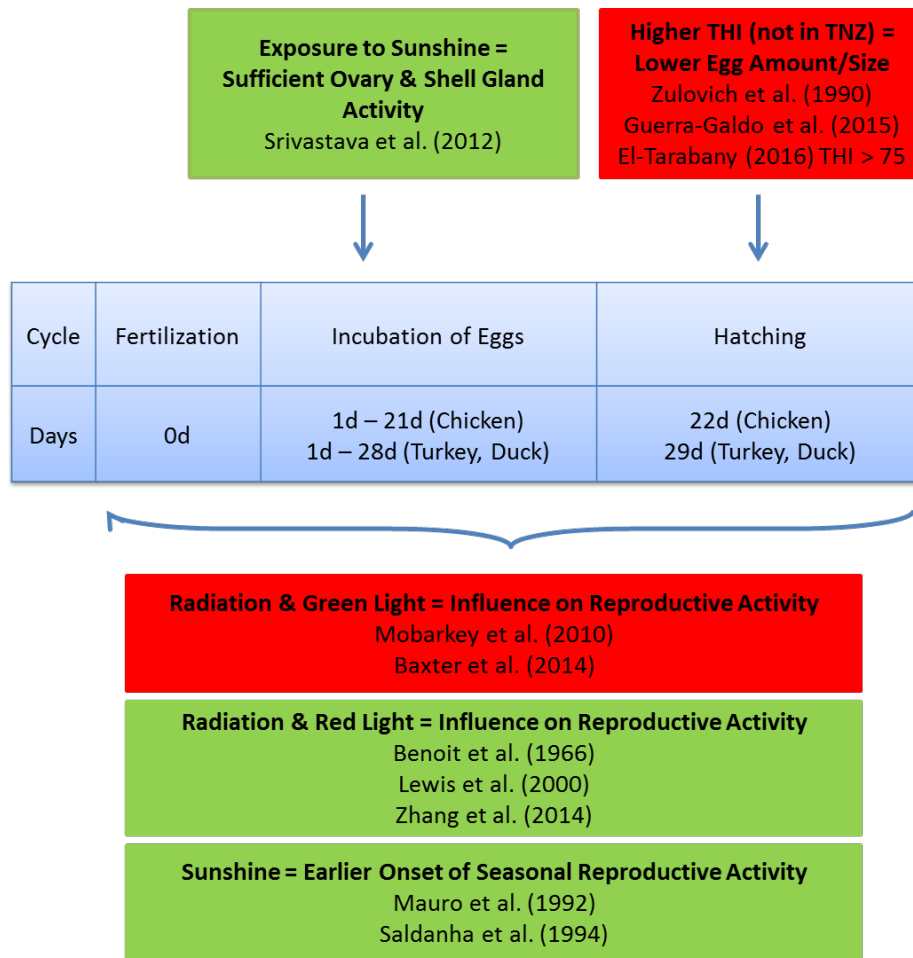 Exposure to Sunshine =
Sufficient Ovary & Shell Gland
Activity
Srivastava et al. (2012)
Higher THI (not in TNZ) =
Lower Egg Amount/Size
Zulovich et al. (1990)
Guerra-Galdo et al. (2015)
El-Tarabany (2016) THI > 75
Cycle Fertilization Incubation of Eggs Hatching
Days 0d
1d – 21d (Chicken)
1d – 28d (Turkey, Duck)
22d (Chicken)
29d (Turkey, Duck)
Radiation & Green Light = Influence on Reproductive Activity
Mobarkey et al. (2010)
Baxter et al. (2014)
Radiation & Red Light = Influence on Reproductive Activity
Benoit et al. (1966)
Lewis et al. (2000)
Zhang et al. (2014)
Sunshine = Earlier Onset of Seasonal Reproductive Activity
Mauro et al. (1992)
Saldanha et al. (1994)